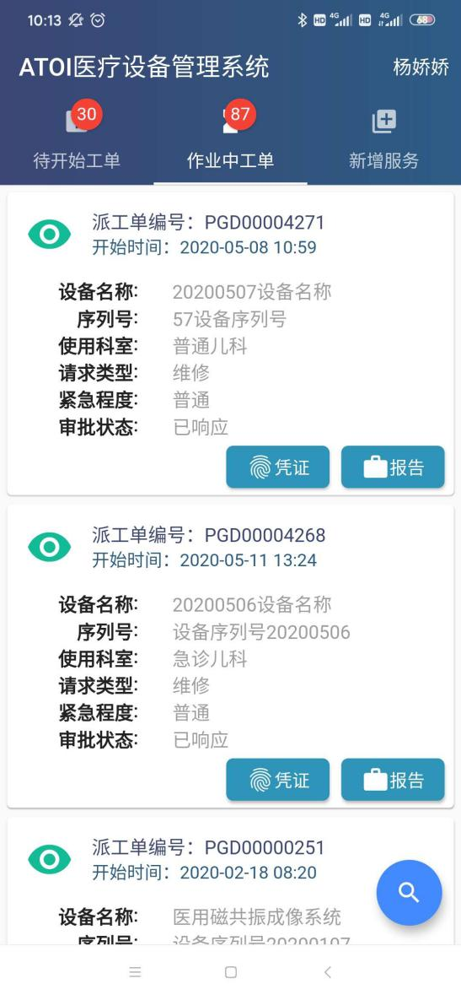 10:13 HD 4G HD 4G 68
ATOI医疗设备管理系统 杨娇娇
30 87
待开始工单 作业中工单 新增服务
派工单编号：PGD00004271
开始时间：2020-05-08 10:59
设备名称: 20200507设备名称
序列号: 57设备序列号
使用科室: 普通儿科
请求类型: 维修
紧急程度: 普通
审批状态: 已响应
凭证 报告
派工单编号：PGD00004268
开始时间：2020-05-11 13:24
设备名称: 20200506设备名称
序列号: 设备序列号20200506
使用科室: 急诊儿科
请求类型: 维修
紧急程度: 普通
审批状态: 已响应
凭证 报告
派工单编号：PGD00000251
开始时间：2020-02-18 08:20
设备名称: 医用磁共振成像系统
序列号: 设备序列号20200107